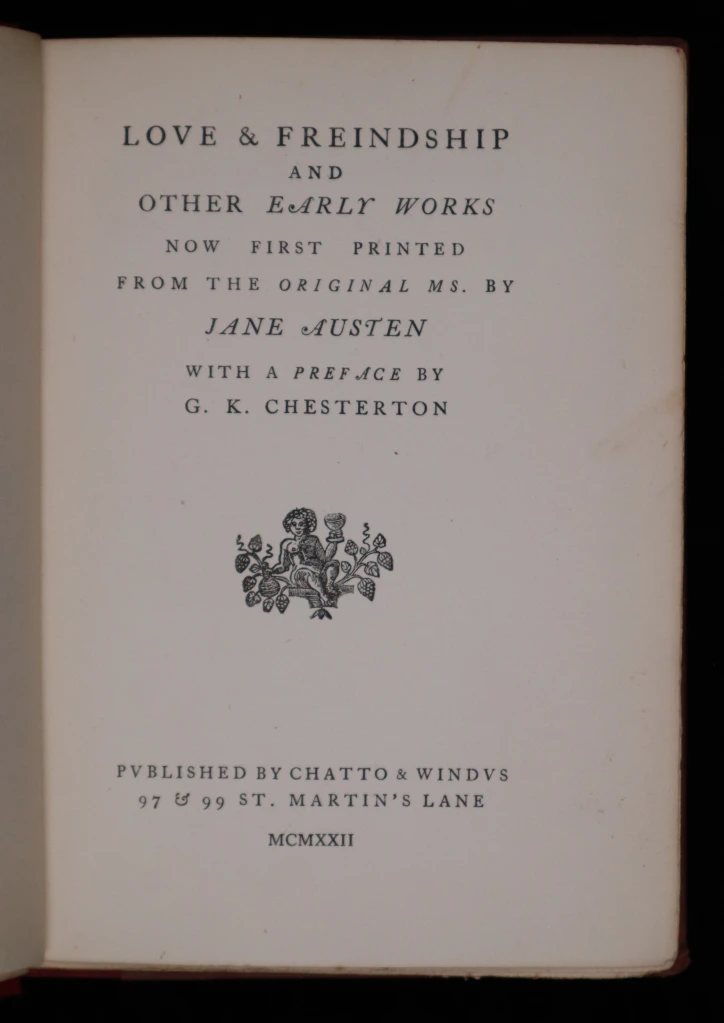 LOVE & FREINDSHIP
AND
OTHER EARLY WORKS
NOW FIRST PRINTED
FROM THE ORIGINAL MS. BY
JANE AUSTEN
WITH A PREFACE BY
G. K. CHESTERTON
PVBLISHED BY CHATTO & WINDVS
97 & 99 ST. MARTIN'S LANE
MCMXXII